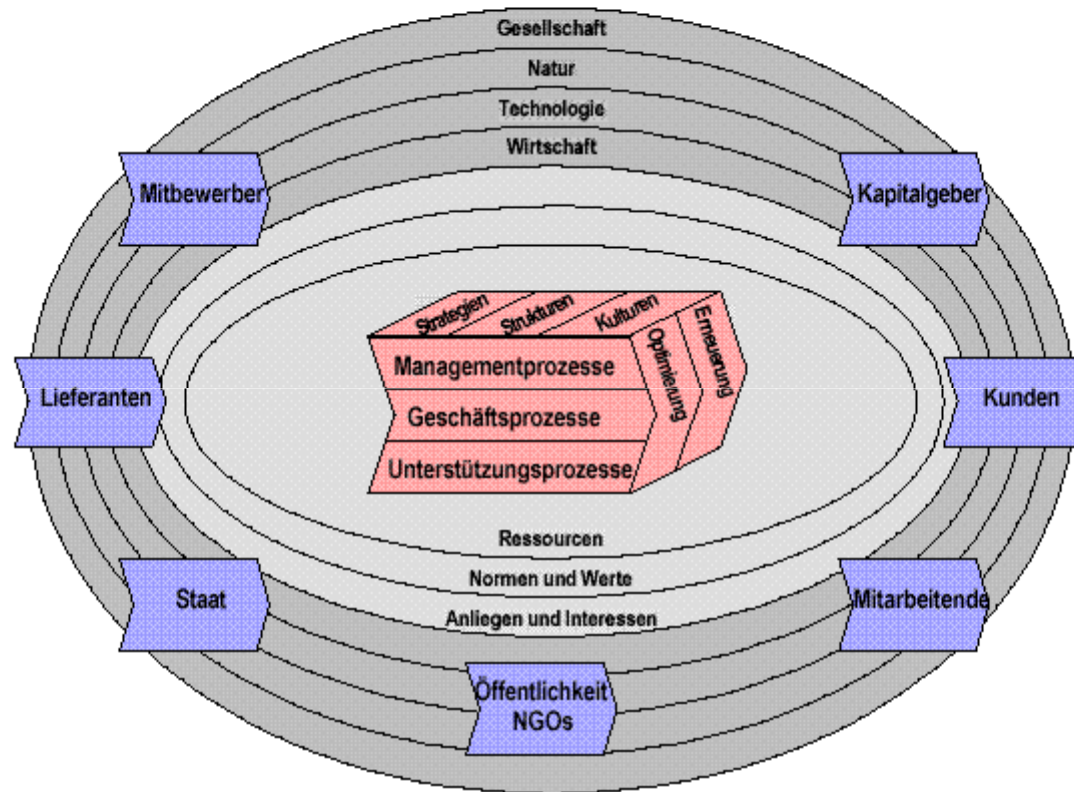 Gesellschaft
Natur
Technologie
Wirtschaft
Mitbewerber
Kapitalgeber
Strategien
Strukturen
Kulturen
Erneuerung
Optimierung
Managementprozesse
Geschäftsprozesse
Unterstützungsprozesse
Lieferanten
Kunden
Ressourcen
Normen und Werte
Anliegen und Interessen
Staat
Mitarbeitende
Öffentlichkeit
NGOs